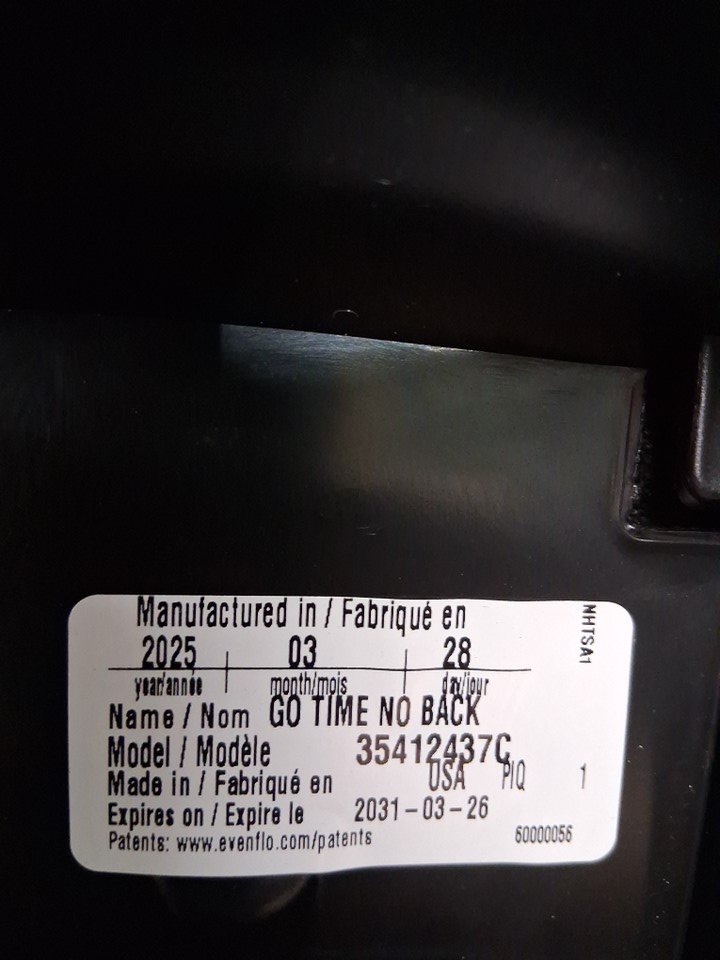 Manufactured in / Fabriqué en
2025 03 28
year/année month/mois day/jour
Name / Nom GO TIME NO BACK
Model / Modèle 35412437C
Made in / Fabriqué en USA PIQ 1
Expires on / Expire le 2031-03-26
Patents: www.evenflo.com/patents 60000056
NHTSA1